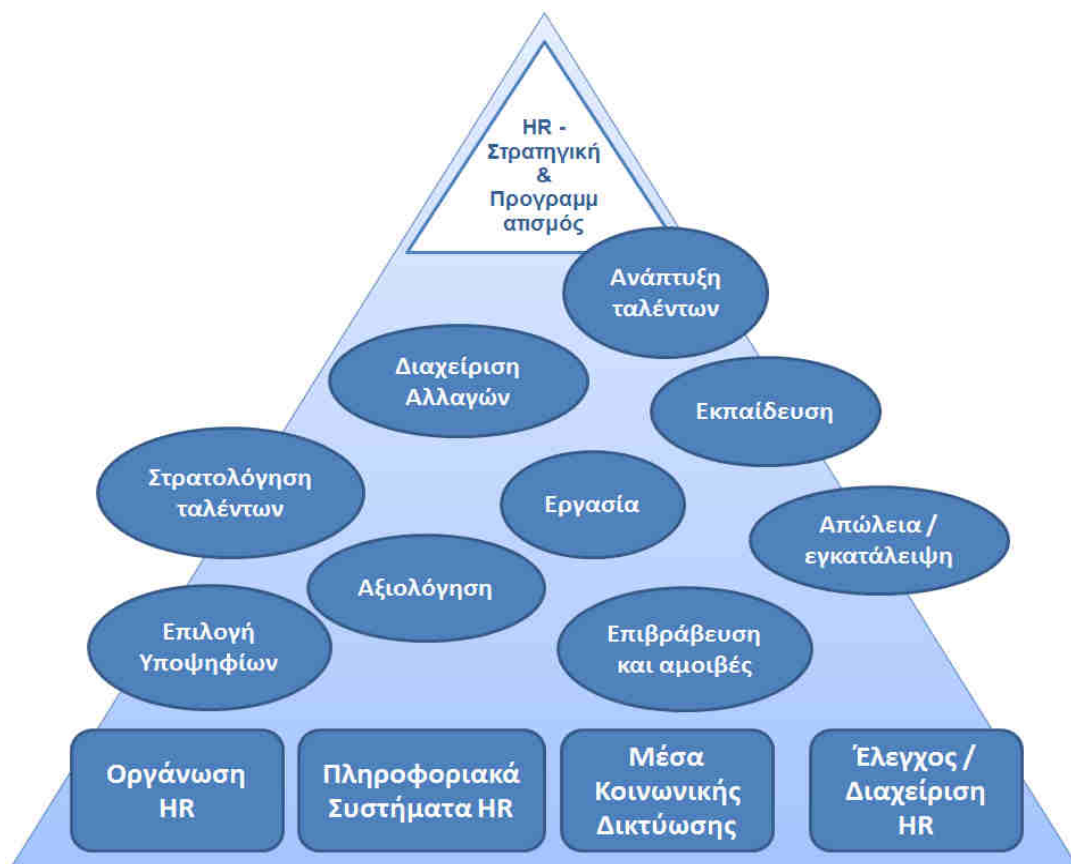 HR -
Στρατηγική
&
Προγραμμ
ατισμός
Ανάπτυξη
ταλέντων
Διαχείριση
Αλλαγών
Εκπαίδευση
Στρατολόγηση
ταλέντων
Εργασία
Απώλεια /
εγκατάλειψη
Αξιολόγηση
Επιλογή
Υποψηφίων
Επιβράβευση
και αμοιβές
Οργάνωση
HR
Πληροφοριακά
Συστήματα HR
Μέσα
Κοινωνικής
Δικτύωσης
Έλεγχος /
Διαχείριση
HR